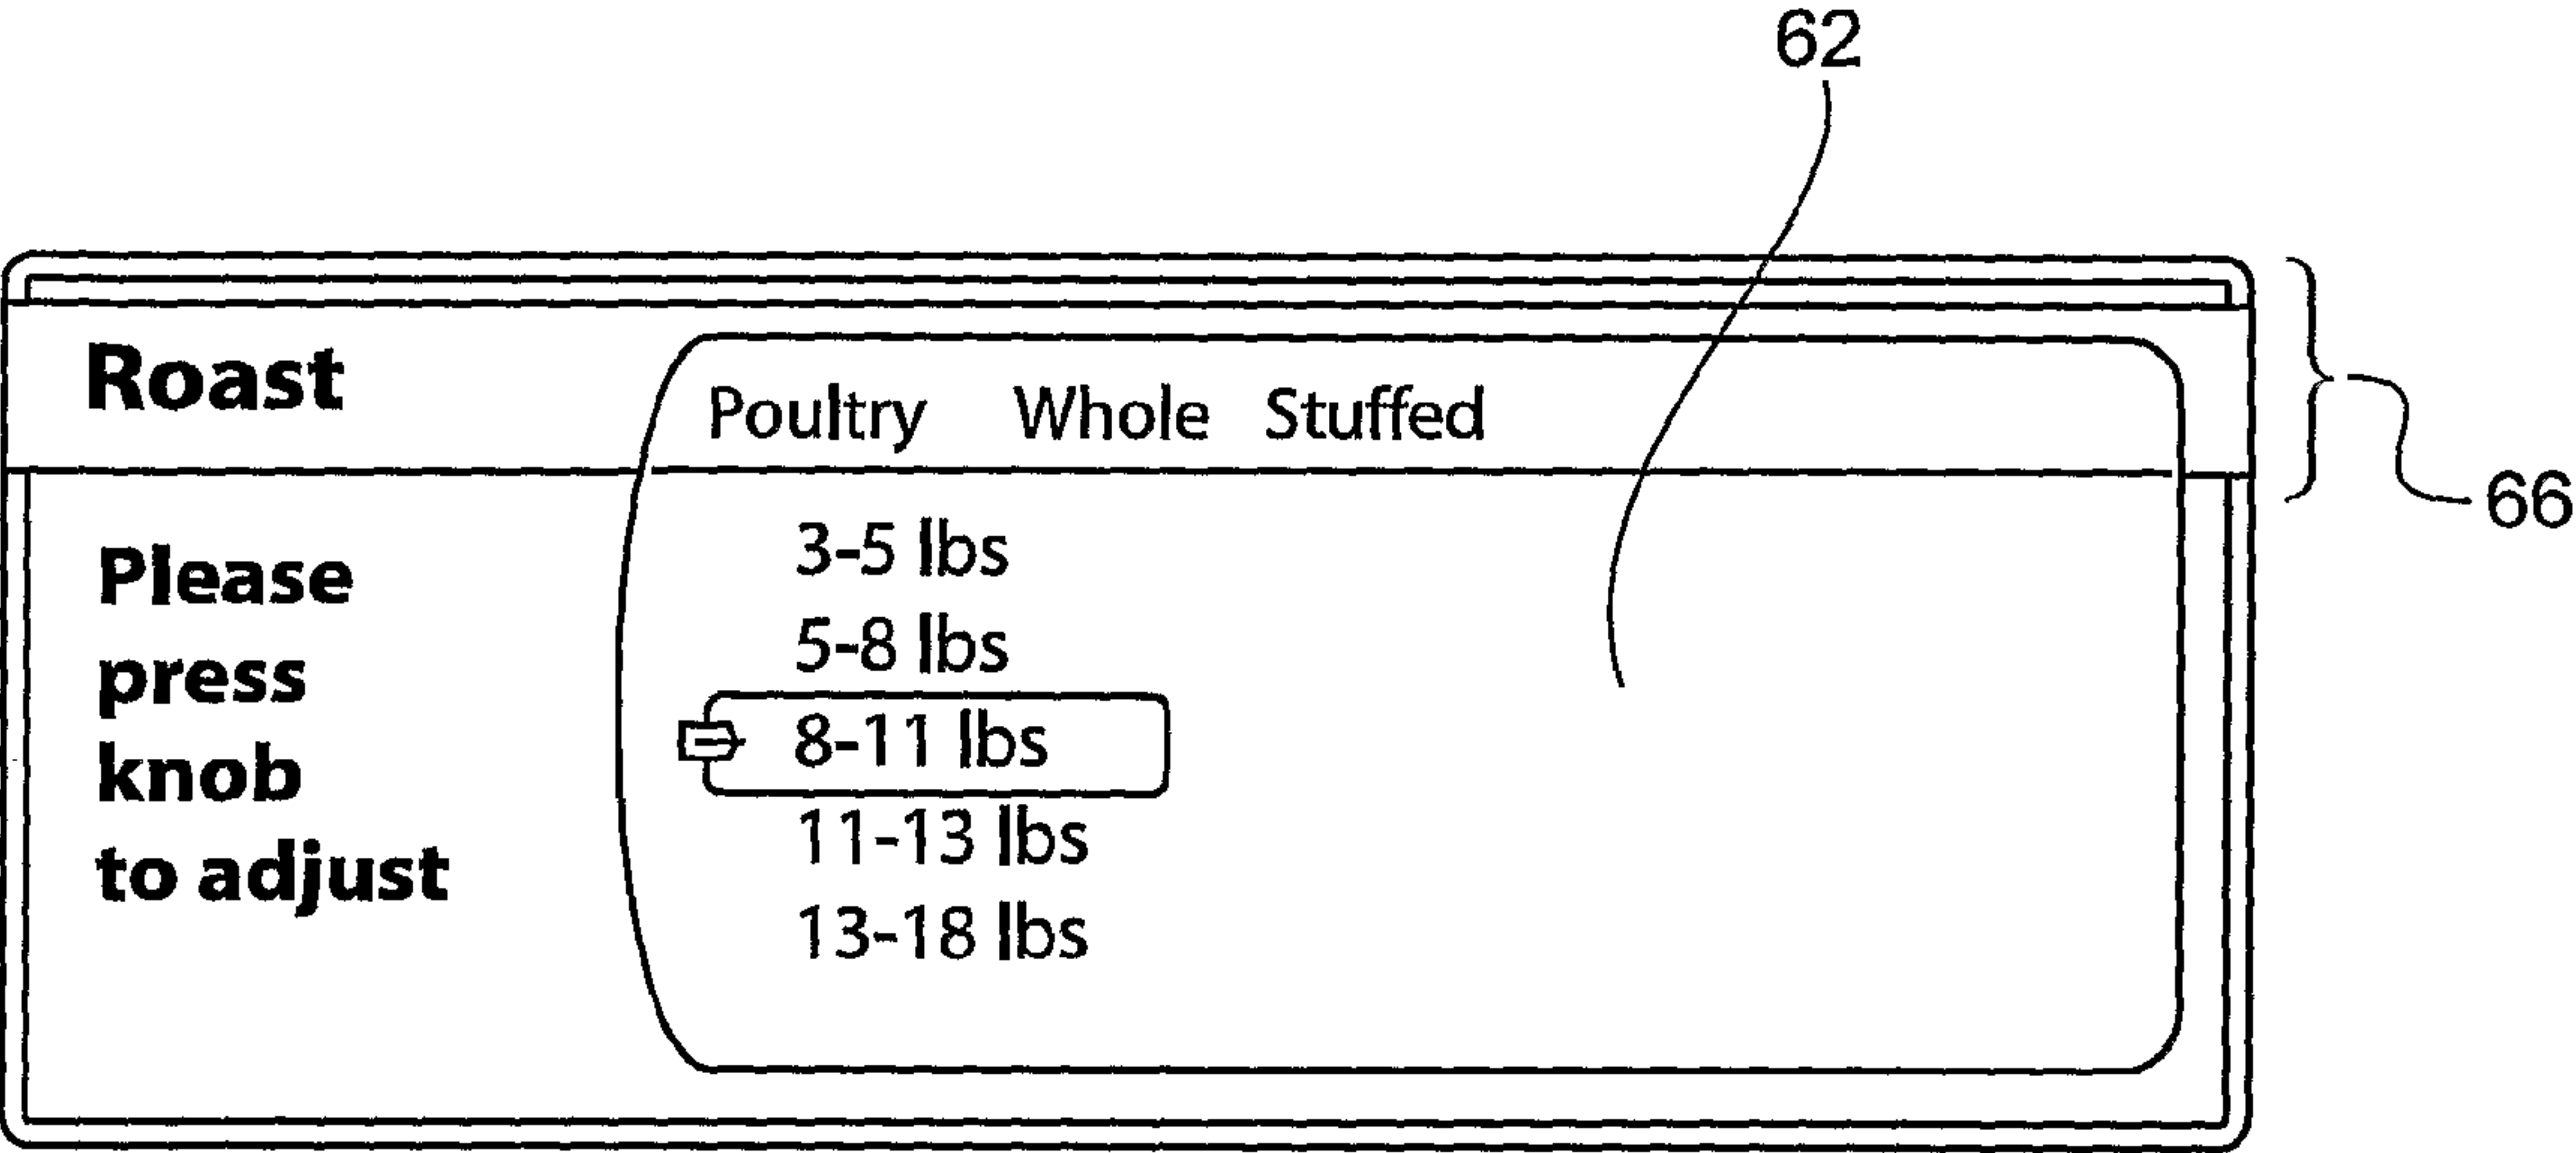 62
Roast
Poultry Whole Stuffed
66
Please
press
knob
to adjust
3-5 lbs
5-8 lbs
8-11 lbs
11-13 lbs
13-18 lbs